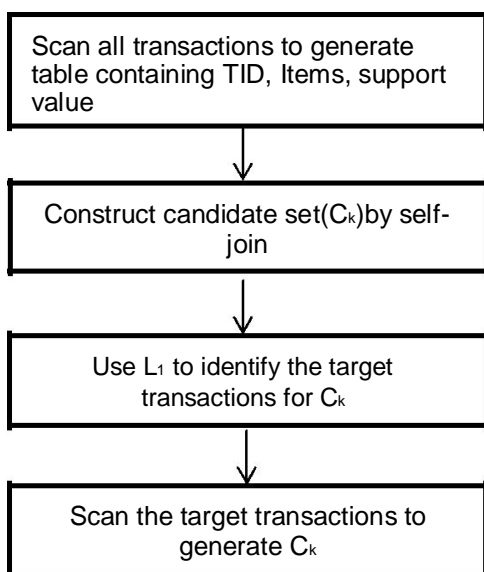 Scan all transactions to generate
table containing TID, Items, support
value
Construct candidate set(Cₖ)by self-
join
Use L₁ to identify the target
transactions for Cₖ
Scan the target transactions to
generate Cₖ